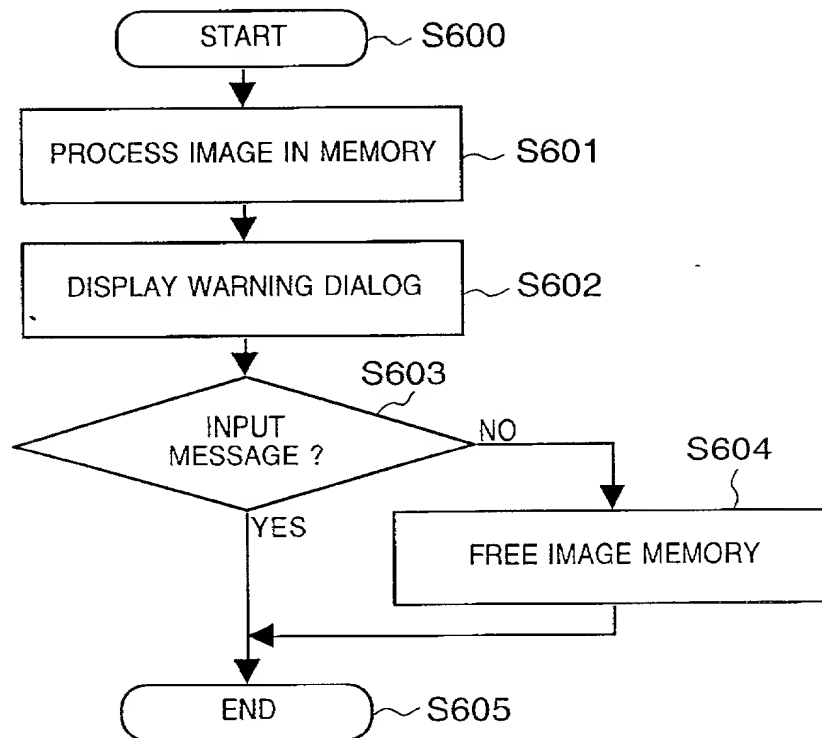 START
S600
PROCESS IMAGE IN MEMORY
S601
DISPLAY WARNING DIALOG
S602
S603
INPUT
MESSAGE ?
NO
YES
S604
FREE IMAGE MEMORY
END
S605